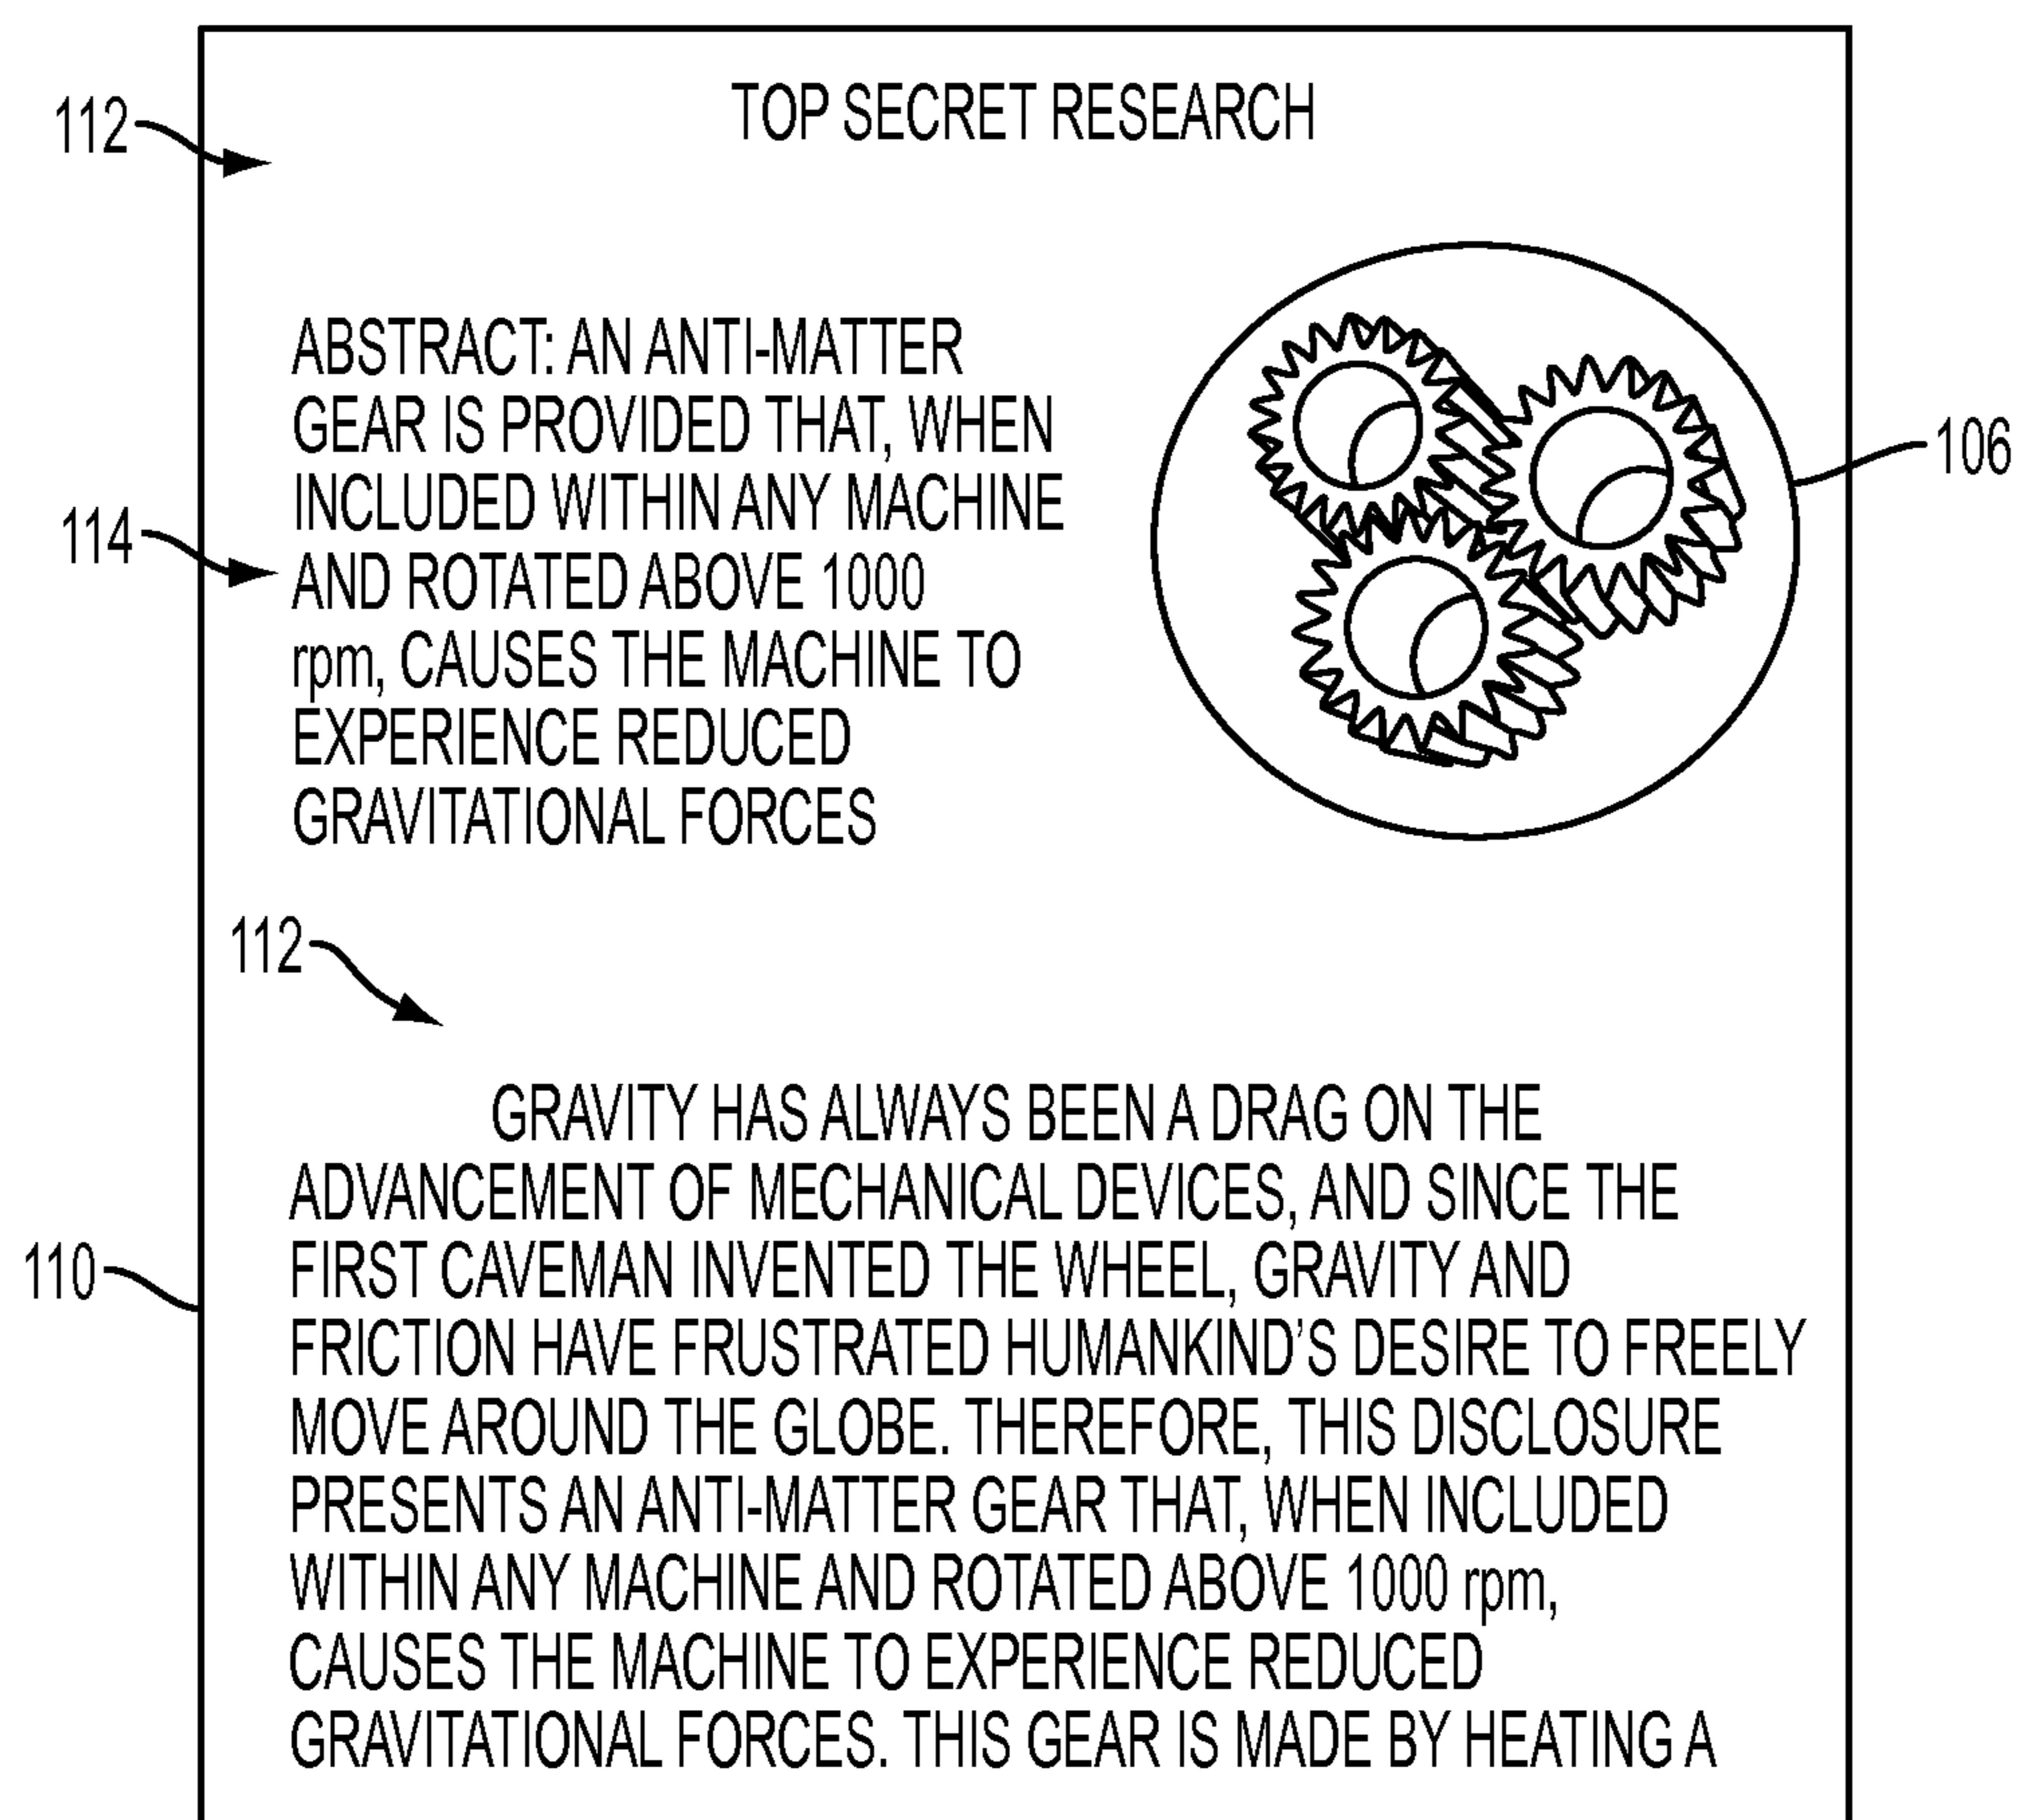 TOP SECRET RESEARCH
112
ABSTRACT: AN ANTI-MATTER
GEAR IS PROVIDED THAT, WHEN
INCLUDED WITHIN ANY MACHINE
AND ROTATED ABOVE 1000
rpm, CAUSES THE MACHINE TO
EXPERIENCE REDUCED
GRAVITATIONAL FORCES
106
114
112
GRAVITY HAS ALWAYS BEEN A DRAG ON THE
ADVANCEMENT OF MECHANICAL DEVICES, AND SINCE THE
FIRST CAVEMAN INVENTED THE WHEEL, GRAVITY AND
FRICTION HAVE FRUSTRATED HUMANKIND'S DESIRE TO FREELY
MOVE AROUND THE GLOBE. THEREFORE, THIS DISCLOSURE
PRESENTS AN ANTI-MATTER GEAR THAT, WHEN INCLUDED
WITHIN ANY MACHINE AND ROTATED ABOVE 1000 rpm,
CAUSES THE MACHINE TO EXPERIENCE REDUCED
GRAVITATIONAL FORCES. THIS GEAR IS MADE BY HEATING A
110